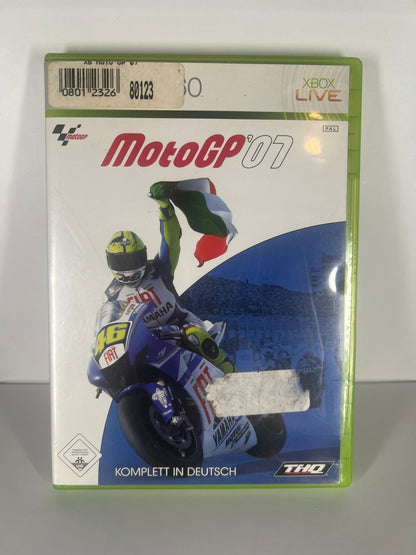 XB MOTO GP 07
0801 2326
80123
XBOX
LIVE
PAL
MotoGP
MotoGP'07
FIAT
YAMAHA
46
FIAT
YAMAHA
KOMPLETT IN DEUTSCH
THQ